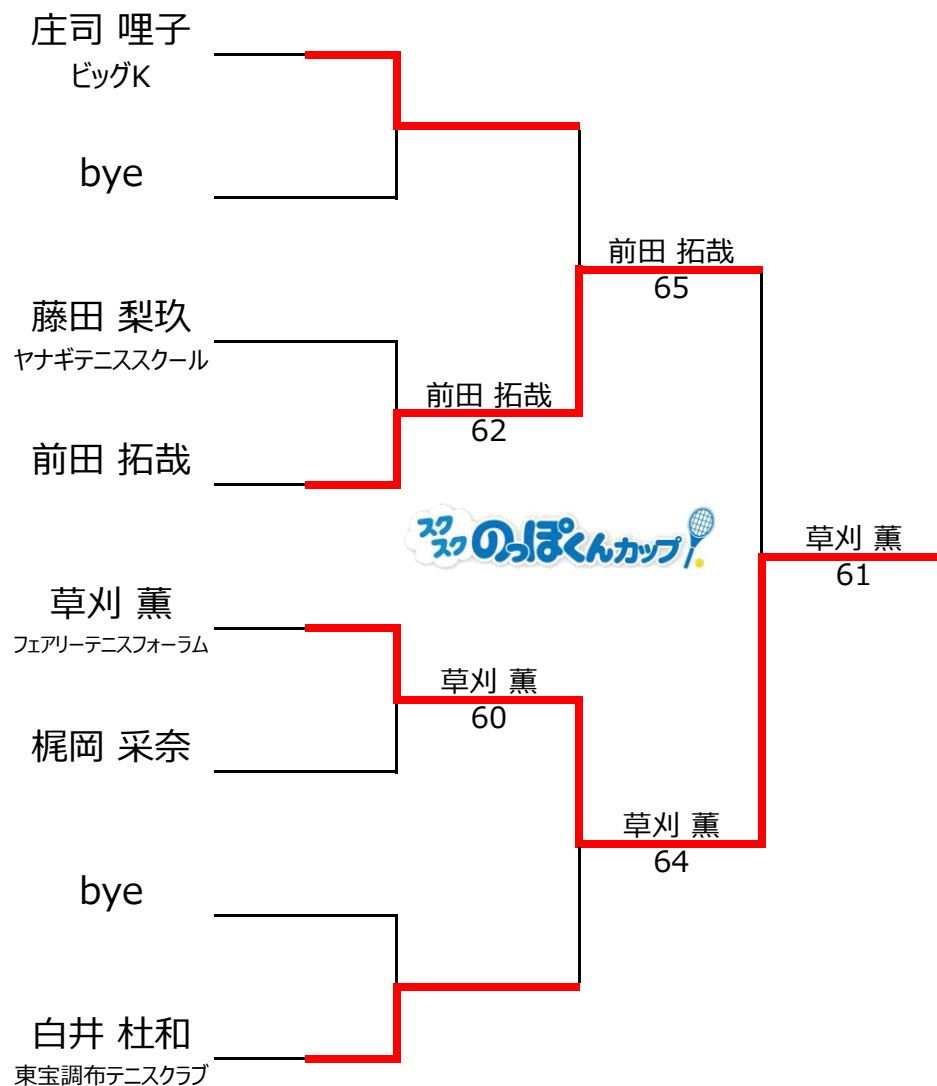 庄司 哩子
ビッグK
bye
前田 拓哉
65
藤田 梨玖
ヤナギテニススクール
前田 拓哉
62
前田 拓哉
スクスク のっぽくんカップ
草刈 薫
61
草刈 薫
フェアリーテニスフォーラム
草刈 薫
60
梶岡 采奈
草刈 薫
64
bye
白井 杜和
東宝調布テニスクラブ